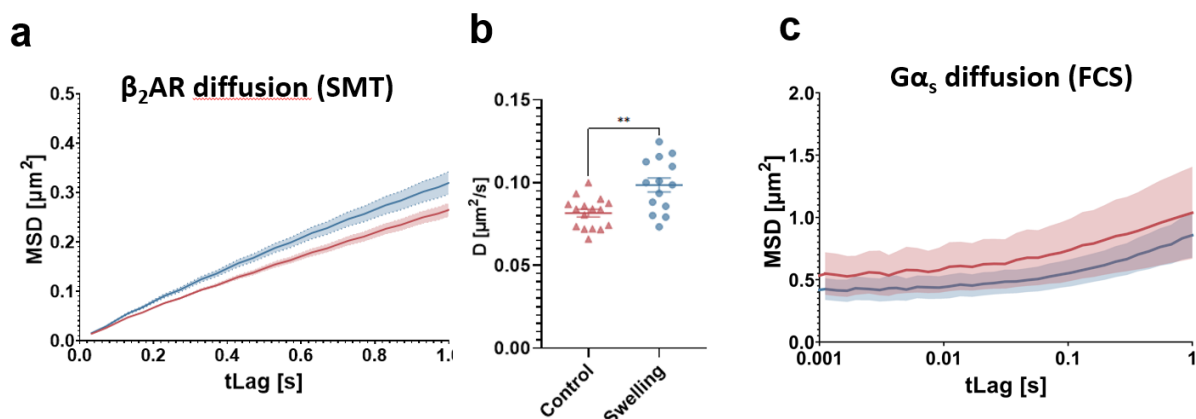 a
β₂AR diffusion (SMT)
MSD [µm²]
0.5
0.4
0.3
0.2
0.1
0.0
0.0 0.2 0.4 0.6 0.8 1.0
tLag [s]
b
**
D [µm²/s]
0.15
0.10
0.05
0.00
Control
Swelling
c
Gαₛ diffusion (FCS)
MSD [µm²]
2.0
1.5
1.0
0.5
0.0
0.001 0.01 0.1 1
tLag [s]